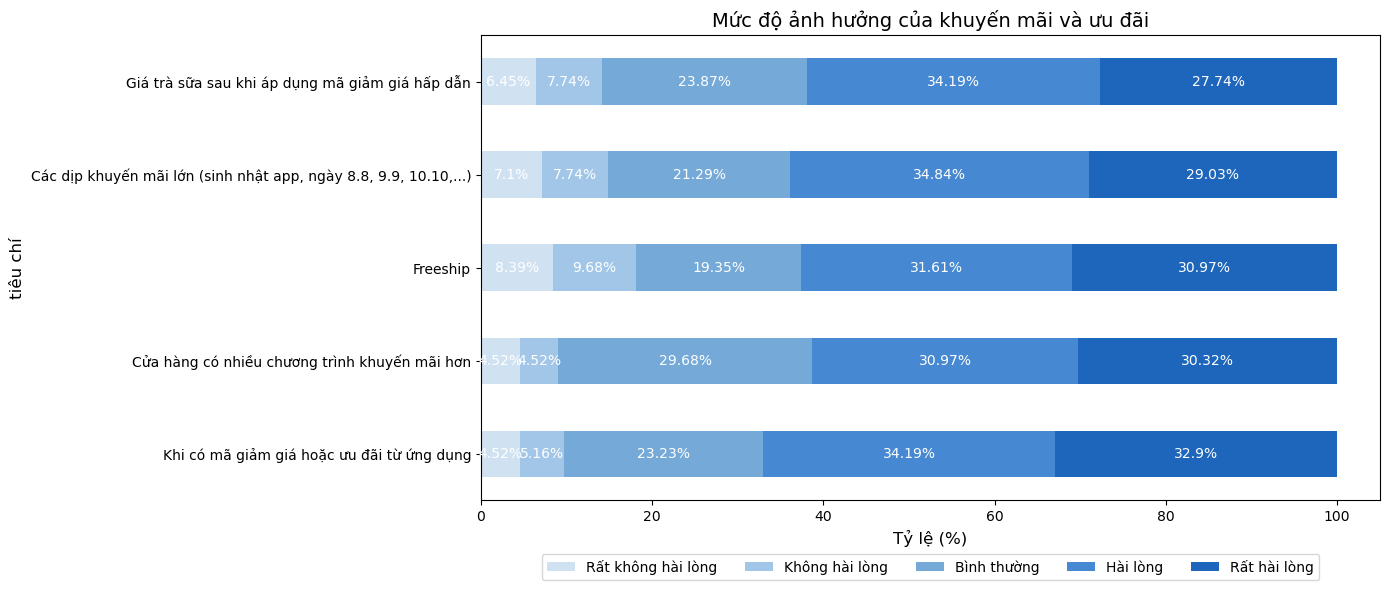 Mức độ ảnh hưởng của khuyến mãi và ưu đãi
Giá trà sữa sau khi áp dụng mã giảm giá hấp dẫn 6.45% 7.74% 23.87% 34.19% 27.74%
Các dịp khuyến mãi lớn (sinh nhật app, ngày 8.8, 9.9, 10.10,...) 7.1% 7.74% 21.29% 34.84% 29.03%
Freeship 8.39% 9.68% 19.35% 31.61% 30.97%
Cửa hàng có nhiều chương trình khuyến mãi hơn 4.52% 4.52% 29.68% 30.97% 30.32%
Khi có mã giảm giá hoặc ưu đãi từ ứng dụng 4.52% 5.16% 23.23% 34.19% 32.9%
tiêu chí
0 20 40 60 80 100
Tỷ lệ (%)
Rất không hài lòng Không hài lòng Bình thường Hài lòng Rất hài lòng